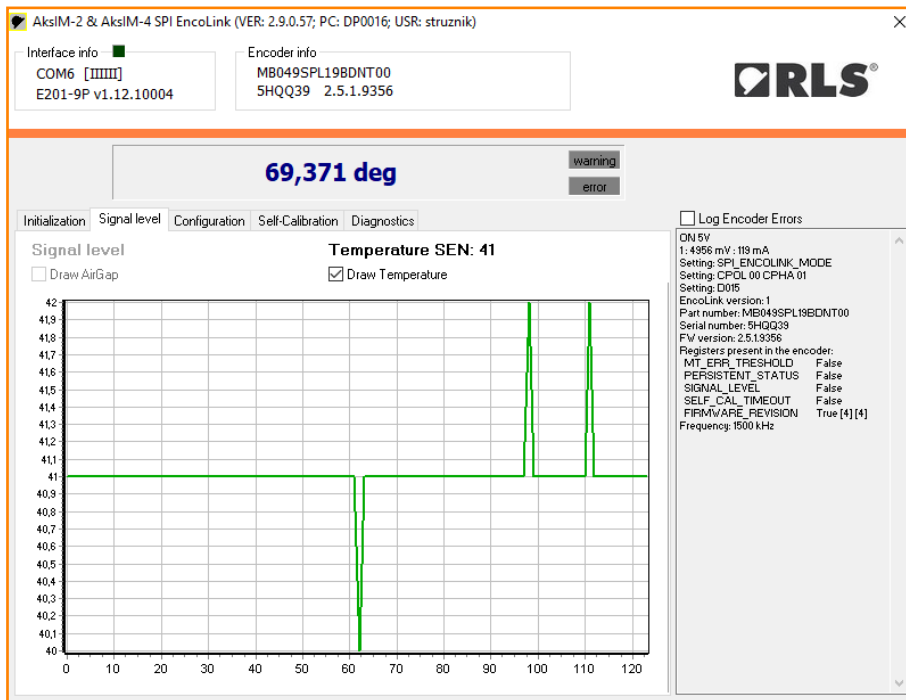 AksIM-2 & AksIM-4 SPI EncoLink (VER: 2.9.0.57; PC: DP0016; USR: struznik)
Interface info
COM6 [IIIIII]
E201-9P v1.12.10004
Encoder info
MB049SPL19BDNT00
5HQQ39 2.5.1.9356
RLS®
69,371 deg
warning
error
Initialization Signal level Configuration Self-Calibration Diagnostics
Signal level
Temperature SEN: 41
Draw AirGap
Draw Temperature
42
41,9
41,8
41,7
41,6
41,5
41,4
41,3
41,2
41,1
41
40,9
40,8
40,7
40,6
40,5
40,4
40,3
40,2
40,1
40
0 10 20 30 40 50 60 70 80 90 100 110 120
Log Encoder Errors
ON 5V
1: 4956 mV : 119 mA
Setting: SPI_ENCOLINK_MODE
Setting: CPOL 00 CPHA 01
Setting: D015
EncoLink version: 1
Part number: MB049SPL19BDNT00
Serial number: 5HQQ39
FW version: 2.5.1.9356
Registers present in the encoder:
MT_ERR_TRESHOLD False
PERSISTENT_STATUS False
SIGNAL_LEVEL False
SELF_CAL_TIMEOUT False
FIRMWARE_REVISION True [4] [4]
Frequency: 1500 kHz